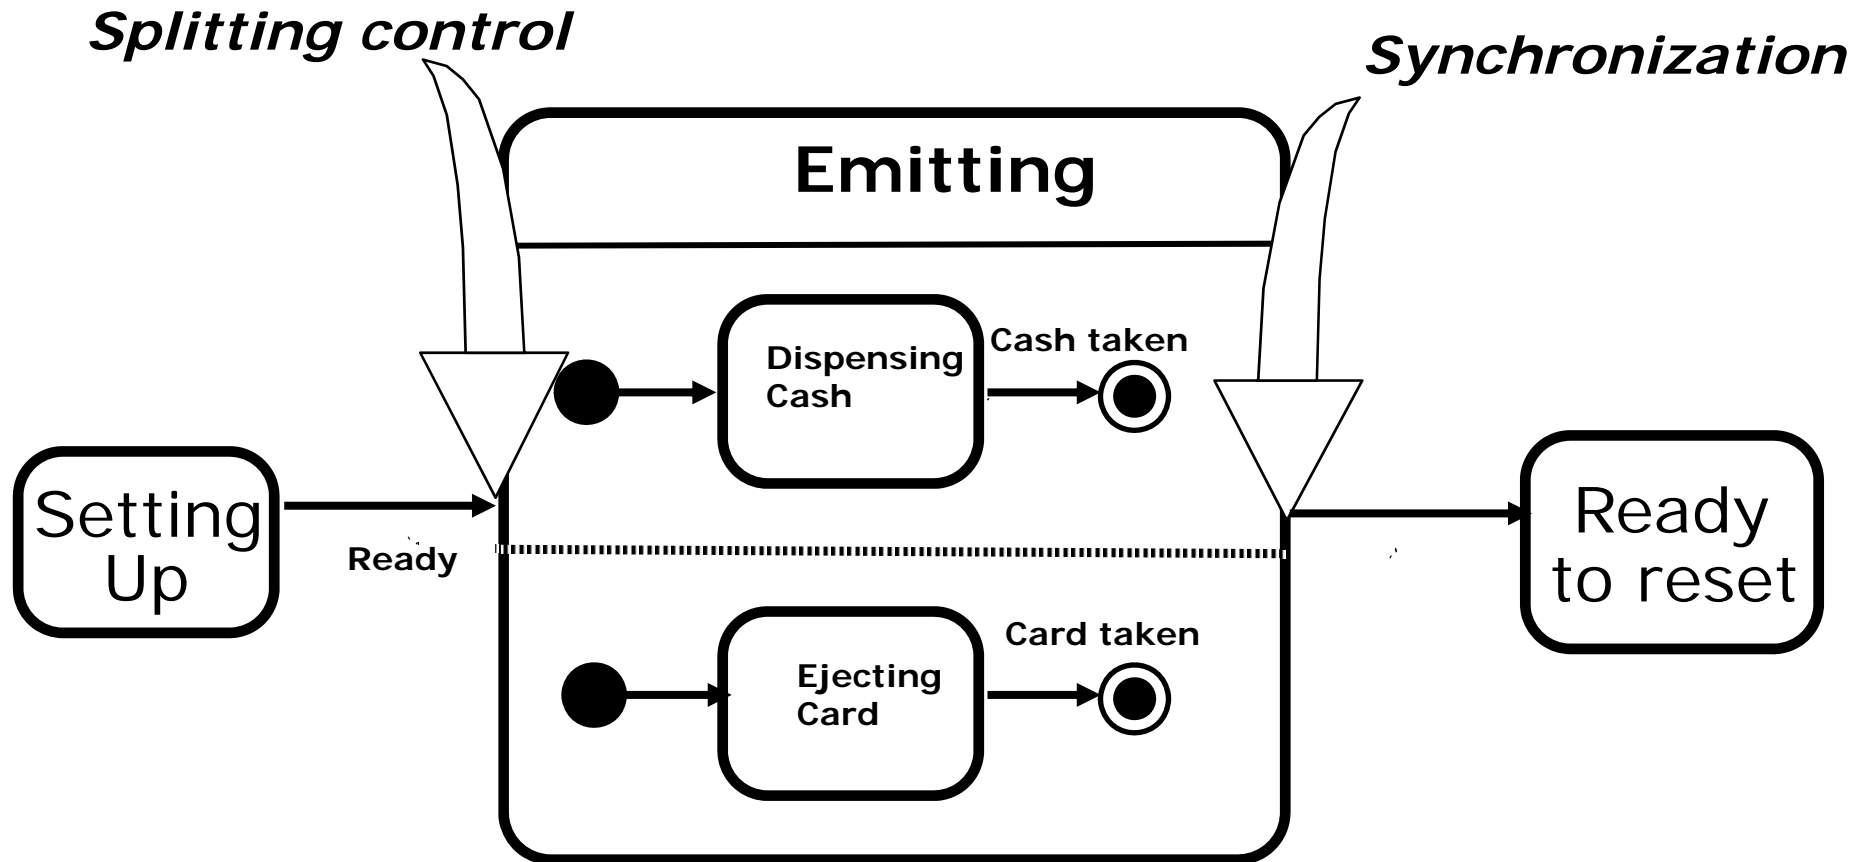 Splitting control
Synchronization
Emitting
Dispensing
Cash
Cash taken
Setting
Up
Ready
Ready
to reset
Ejecting
Card
Card taken